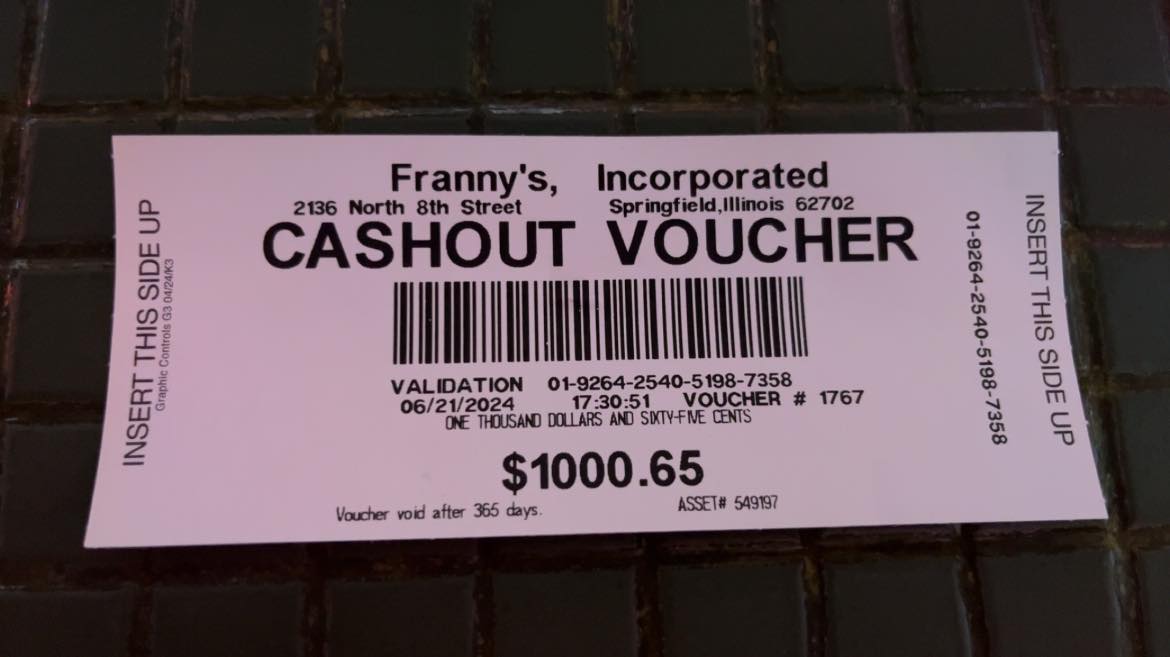 Franny's, Incorporated
2136 North 8th Street Springfield,Illinois 62702
CASHOUT VOUCHER
VALIDATION 01-9264-2540-5198-7358
06/21/2024 17:30:51 VOUCHER # 1767
ONE THOUSAND DOLLARS AND SIXTY-FIVE CENTS
$1000.65
Voucher void after 365 days. ASSET# 549197
INSERT THIS SIDE UP
Graphic Controls G3 04/24/K3
01-9264-2540-5198-7358
INSERT THIS SIDE UP